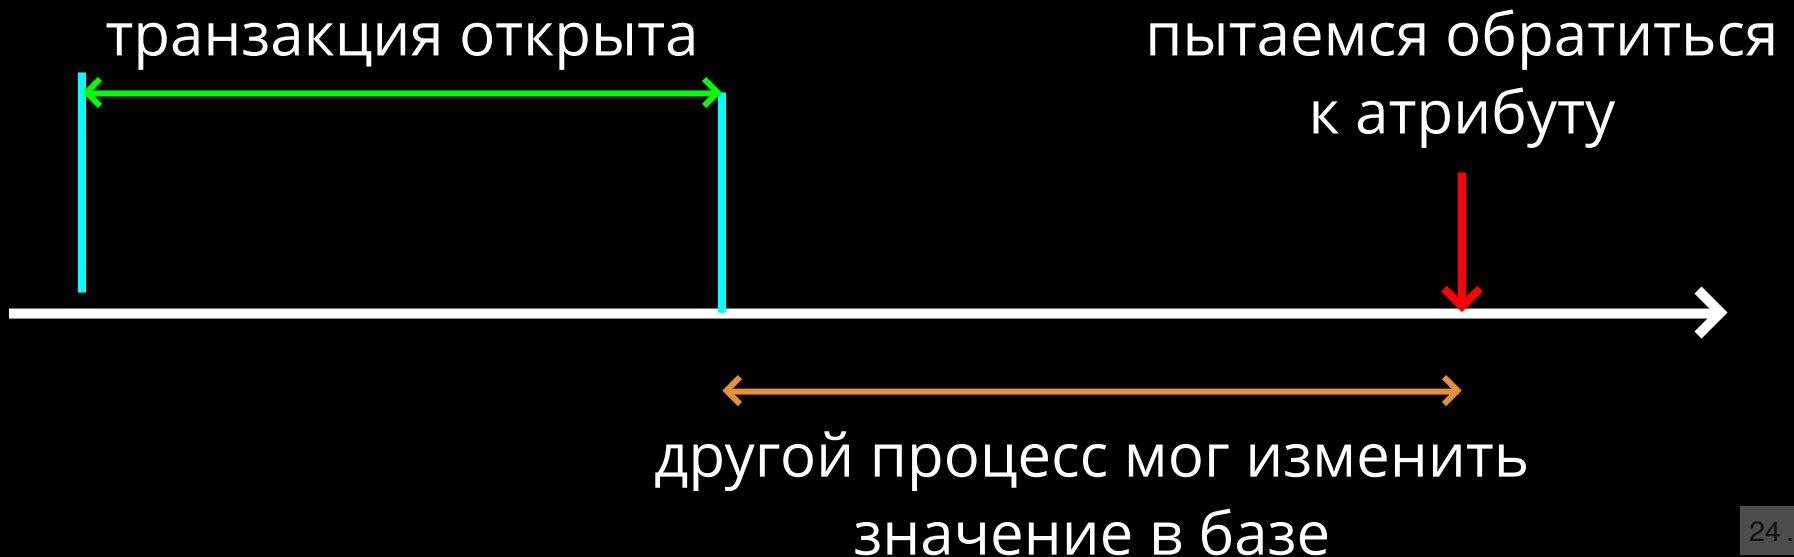 транзакция открыта
пытаемся обратиться
к атрибуту
другой процесс мог изменить
значение в базе
24 .